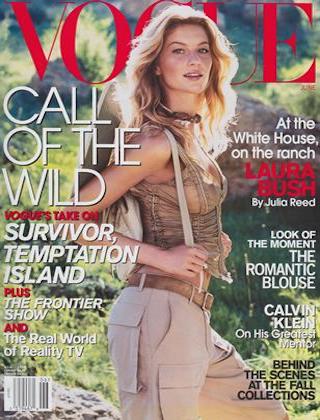 VOGUE
JUNE
CALL
OF THE
WILD
VOGUE'S TAKE ON
SURVIVOR,
TEMPTATION
ISLAND
PLUS
THE FRONTIER
SHOW
AND
The Real World
of Reality TV
At the
White House,
on the ranch
LAURA
BUSH
By Julia Reed
LOOK OF
THE MOMENT
THE
ROMANTIC
BLOUSE
CALVIN
KLEIN
On His Greatest
Mentor
BEHIND
THE SCENES
AT THE FALL
COLLECTIONS